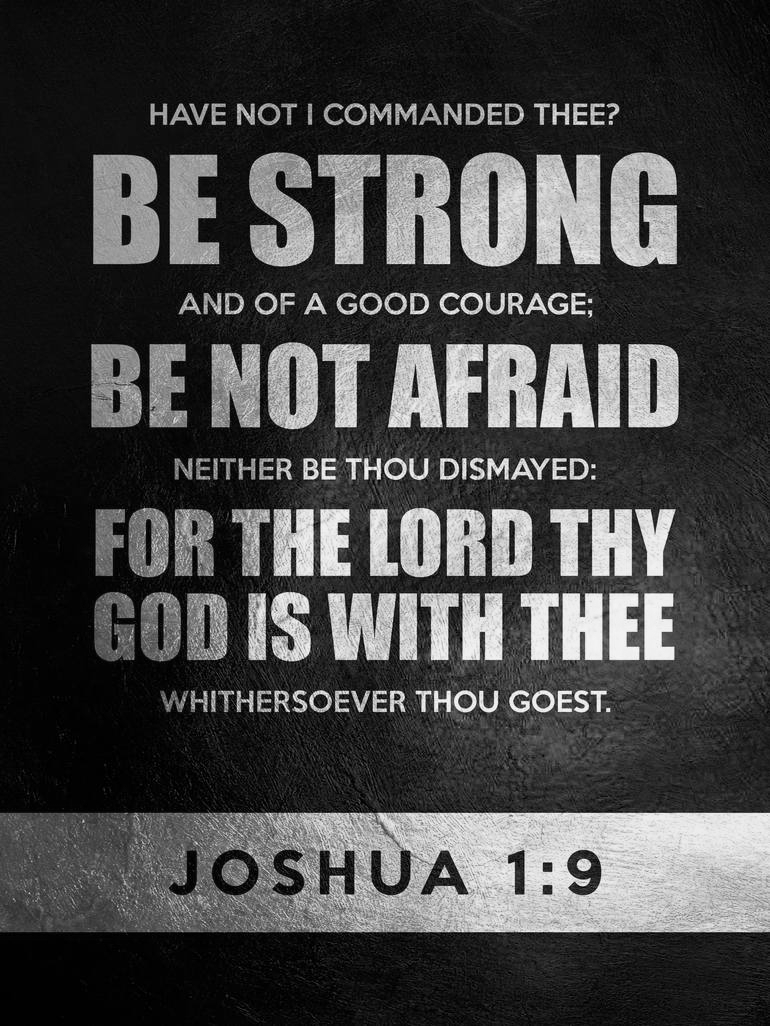 HAVE NOT I COMMANDED THEE?
BE STRONG
AND OF A GOOD COURAGE;
BE NOT AFRAID
NEITHER BE THOU DISMAYED:
FOR THE LORD THY
GOD IS WITH THEE
WHITHERSOEVER THOU GOEST.
JOSHUA 1:9